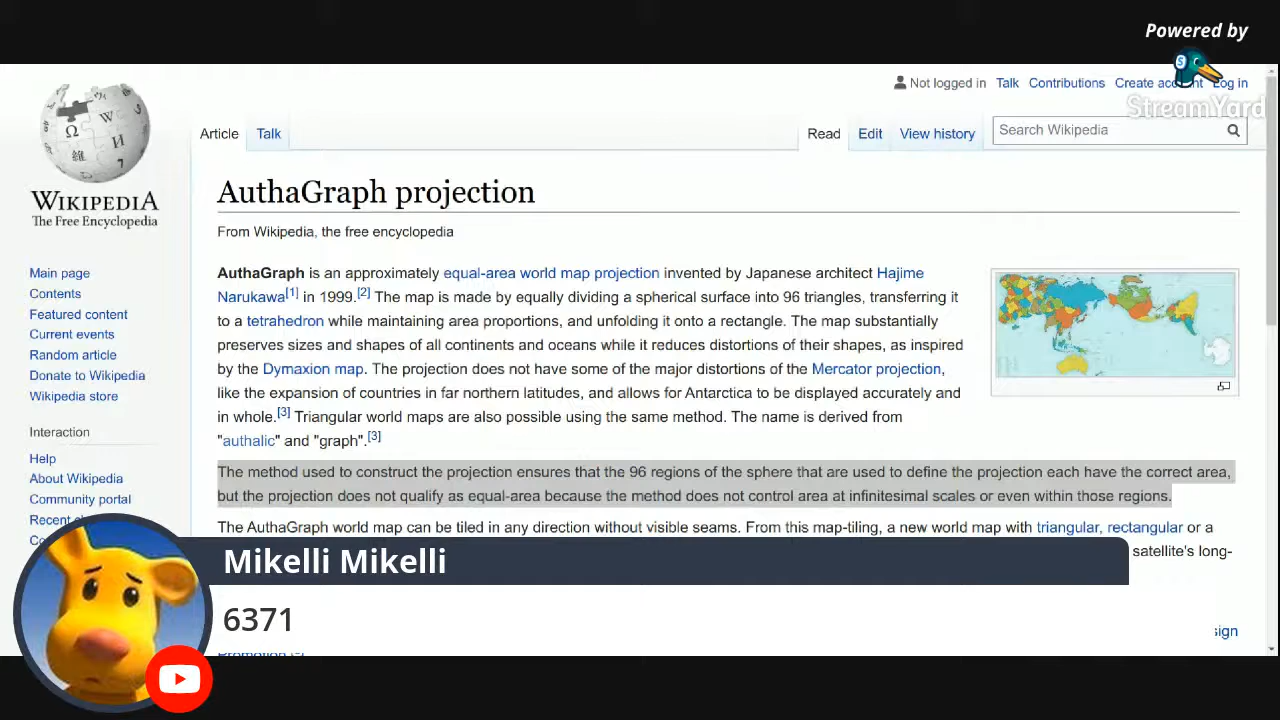 Powered by
StreamYard
Not logged in Talk Contributions Create account Log in
Article Talk Read Edit View history Search Wikipedia
WIKIPEDIA
The Free Encyclopedia
AuthaGraph projection
From Wikipedia, the free encyclopedia
Main page
Contents
Featured content
Current events
Random article
Donate to Wikipedia
Wikipedia store
Interaction
Help
About Wikipedia
Community portal
Recent
AuthaGraph is an approximately equal-area world map projection invented by Japanese architect Hajime
Narukawa[1] in 1999.[2] The map is made by equally dividing a spherical surface into 96 triangles, transferring it
to a tetrahedron while maintaining area proportions, and unfolding it onto a rectangle. The map substantially
preserves sizes and shapes of all continents and oceans while it reduces distortions of their shapes, as inspired
by the Dymaxion map. The projection does not have some of the major distortions of the Mercator projection,
like the expansion of countries in far northern latitudes, and allows for Antarctica to be displayed accurately and
in whole.[3] Triangular world maps are also possible using the same method. The name is derived from
"authalic" and "graph".[3]
The method used to construct the projection ensures that the 96 regions of the sphere that are used to define the projection each have the correct area,
but the projection does not qualify as equal-area because the method does not control area at infinitesimal scales or even within those regions.
The AuthaGraph world map can be tiled in any direction without visible seams. From this map-tiling, a new world map with triangular, rectangular or a
satellite's long-
Mikelli Mikelli
6371